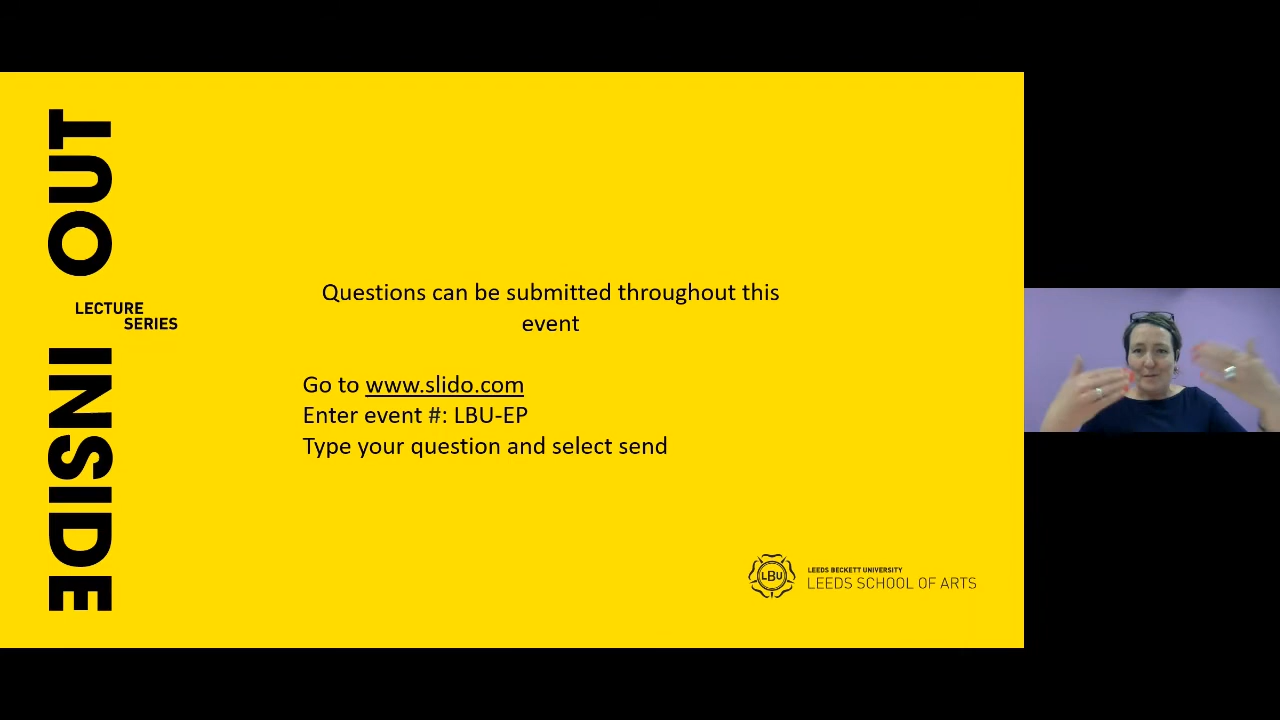 INSIDE OUT
LECTURE
SERIES
Questions can be submitted throughout this
event
Go to www.slido.com
Enter event #: LBU-EP
Type your question and select send
LBU
LEEDS BECKETT UNIVERSITY
LEEDS SCHOOL OF ARTS